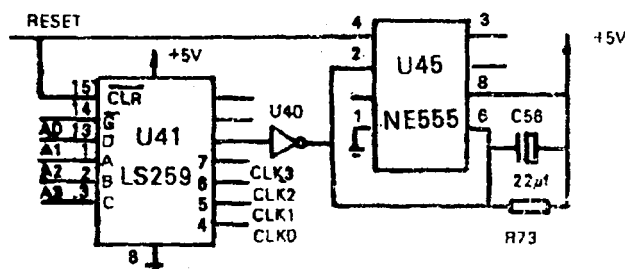 RESET
+5V
15 CLR
14 G
A0 13 D
A1 1 A
A2 2 B
A3 3 C
U41
LS259
7
6 CLK3
5 CLK2
CLK1
4 CLK0
8
U40
4
2
1
U45
NE555
3
8
6
+5V
C56
22μf
R73